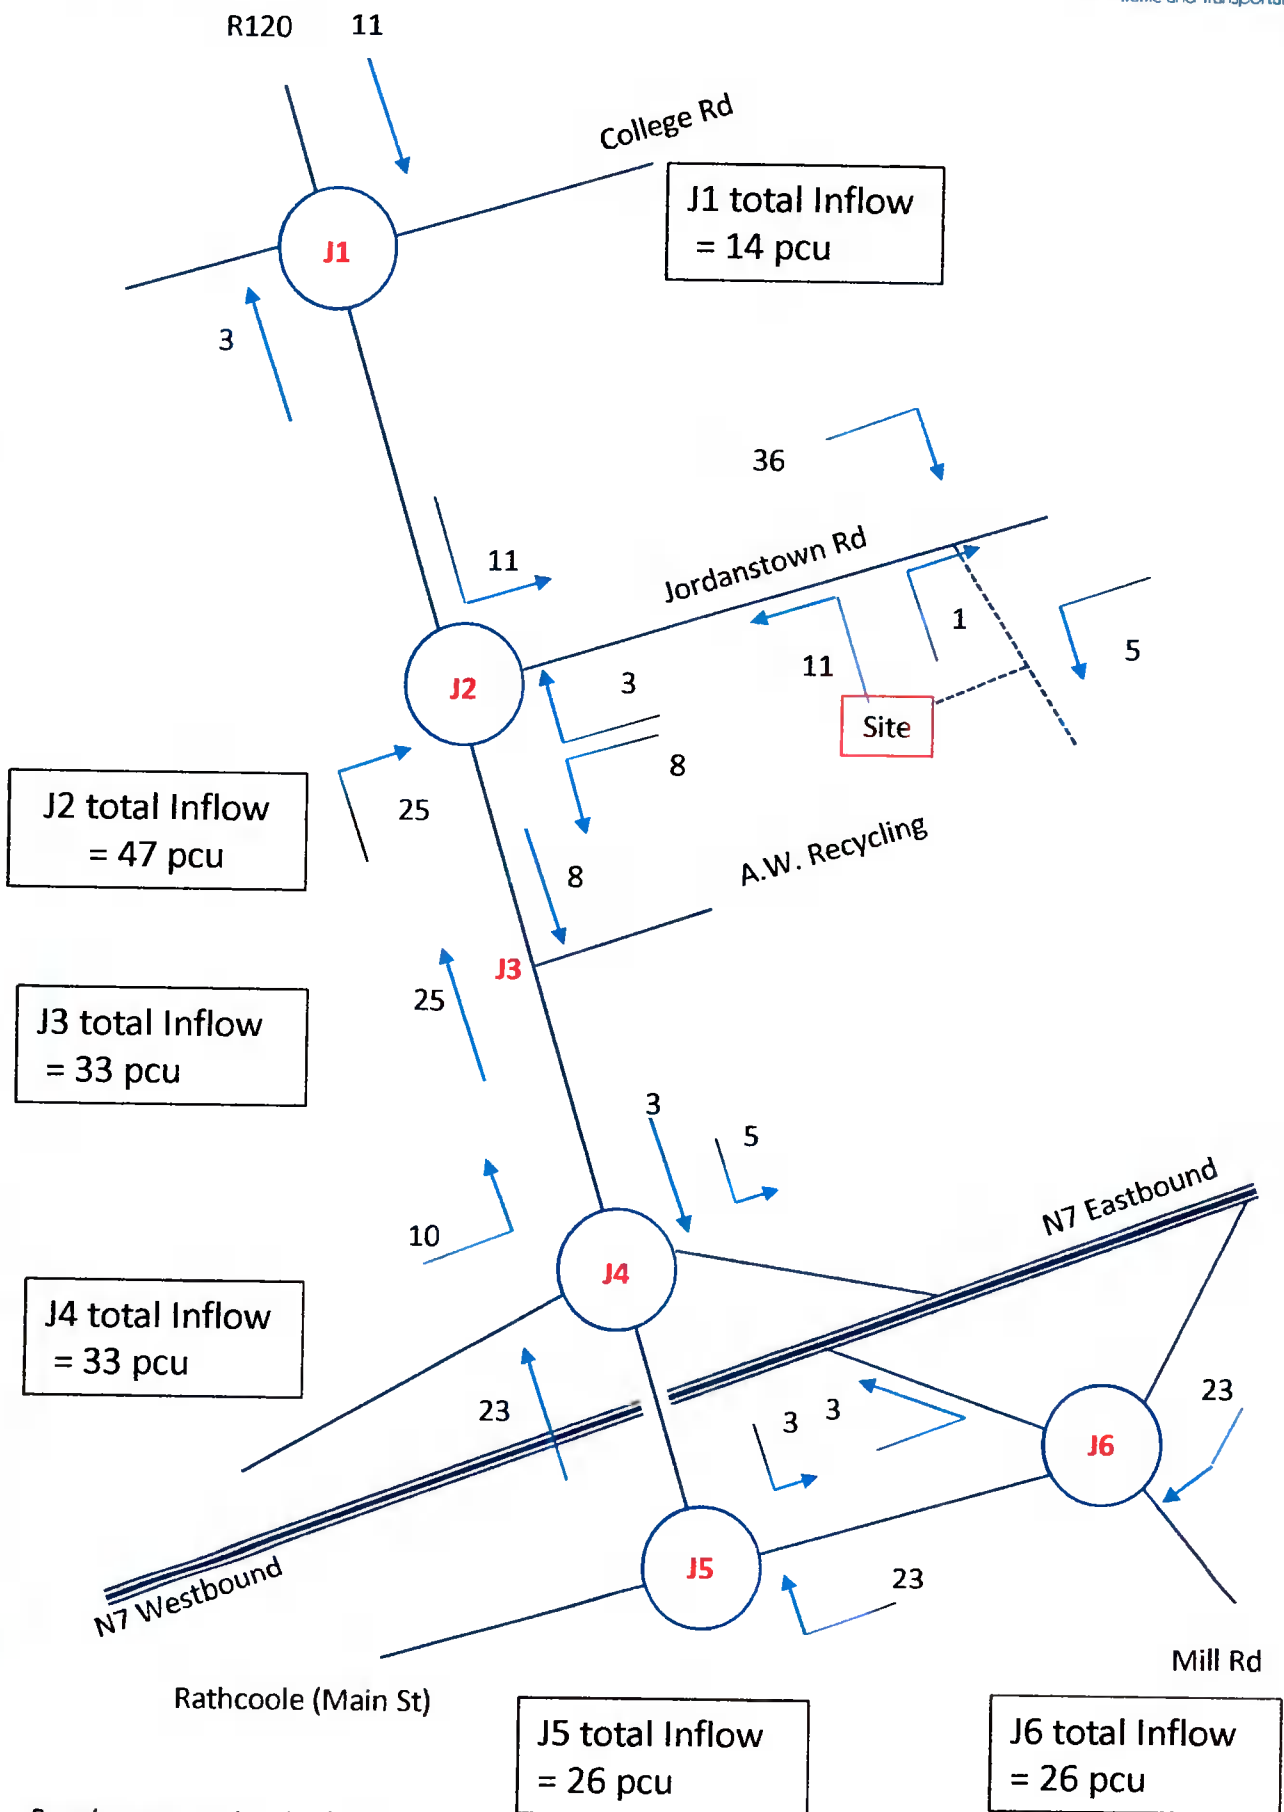 R120 11
College Rd
J1 total Inflow
= 14 pcu
J1
3
36
Jordanstown Rd
11
1
5
11
3
J2
Site
8
25
J2 total Inflow
= 47 pcu
A.W. Recycling
8
J3
25
J3 total Inflow
= 33 pcu
3
5
N7 Eastbound
10
J4
J4 total Inflow
= 33 pcu
23
3 3
23
J6
J5
23
N7 Westbound
Mill Rd
Rathcoole (Main St)
J5 total Inflow
= 26 pcu
J6 total Inflow
= 26 pcu